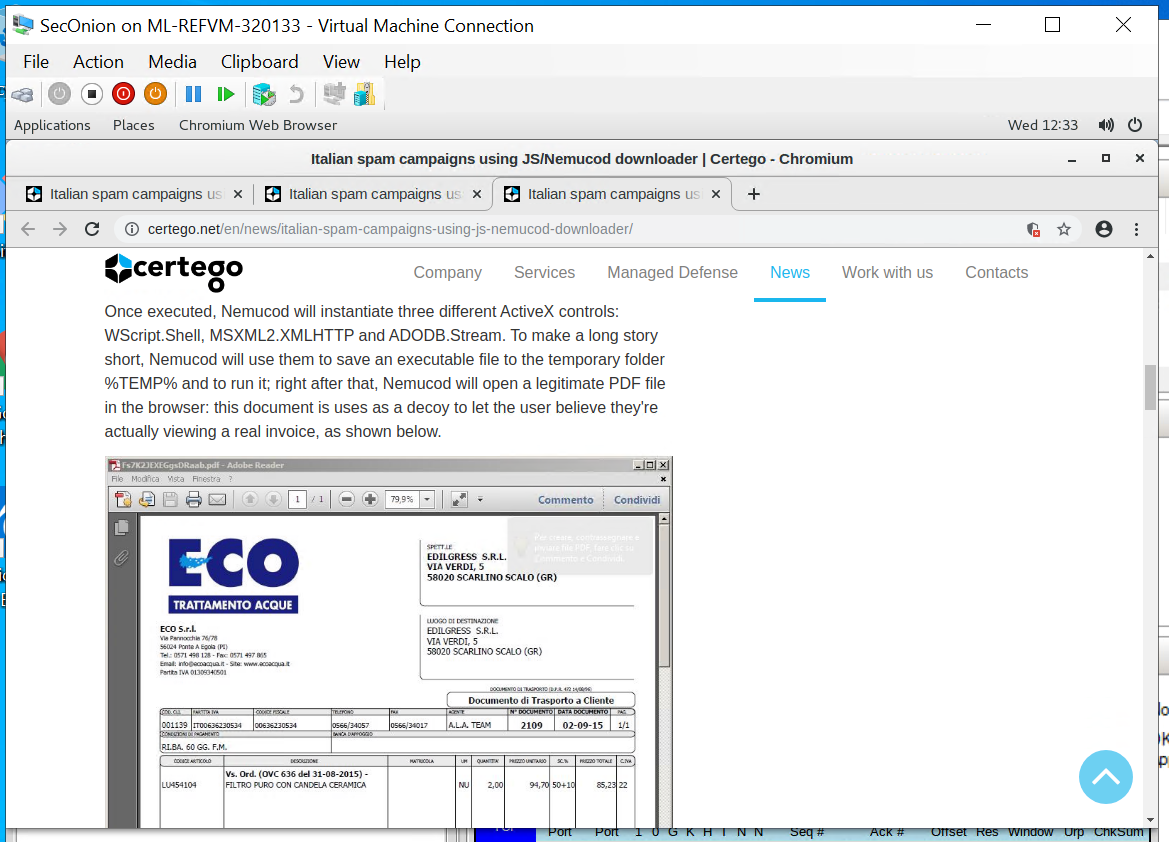 SecOnion on ML-REFVM-320133 - Virtual Machine Connection
File Action Media Clipboard View Help
Applications Places Chromium Web Browser Wed 12:33
Italian spam campaigns using JS/Nemucod downloader | Certego - Chromium
Italian spam campaigns us Italian spam campaigns us Italian spam campaigns us
certego.net/en/news/italian-spam-campaigns-using-js-nemucod-downloader/
certego Company Services Managed Defense News Work with us Contacts
Once executed, Nemucod will instantiate three different ActiveX controls:
WScript.Shell, MSXML2.XMLHTTP and ADODB.Stream. To make a long story
short, Nemucod will use them to save an executable file to the temporary folder
%TEMP% and to run it; right after that, Nemucod will open a legitimate PDF file
in the browser: this document is uses as a decoy to let the user believe they're
actually viewing a real invoice, as shown below.
.pdf - Adobe Reader
File Modifica Vista Finestra ?
1 / 1 79,9% Commento Condividi
ECO
TRATTAMENTO ACQUE
SPETT.LE
EDILGRESS S.R.L.
VIA VERDI, 5
58020 SCARLINO SCALO (GR)
LUOGO DI DESTINAZIONE
EDILGRESS S.R.L.
VIA VERDI, 5
58020 SCARLINO SCALO (GR)
ECO S.r.l.
Via Pannocchia 76/78
56024 Ponte A Egola (PI)
Tel.: 0571 498 128 - Fax: 0571 497 865
Email: info@ecoacqua.it - Site: www.ecoacqua.it
Partita IVA 01309340501
Documento di Trasporto a Cliente
COD. CLI. PARTITA IVA CODICE FISCALE TELEFONO FAX AGENTE N° DOCUMENTO DATA DOCUMENTO PAG.
001139 IT00636230534 00636230534 0566/34057 0566/34017 A.L.A. TEAM 2109 02-09-15 1/1
CONDIZIONI DI PAGAMENTO BANCA D'APPOGGIO
RI.BA. 60 GG. F.M.
CODICE ARTICOLO DESCRIZIONE MATRICOLA UM QUANTITA' PREZZO UNITARIO SC.% PREZZO TOTALE C.IVA
Vs. Ord. (OVC 636 del 31-08-2015) -
LU454104 FILTRO PURO CON CANDELA CERAMICA NU 2,00 94,70 50+10 85,23 22
Port Port 1 0 G K H T N N Seq # Ack # Offset Res Window Urp ChkSum